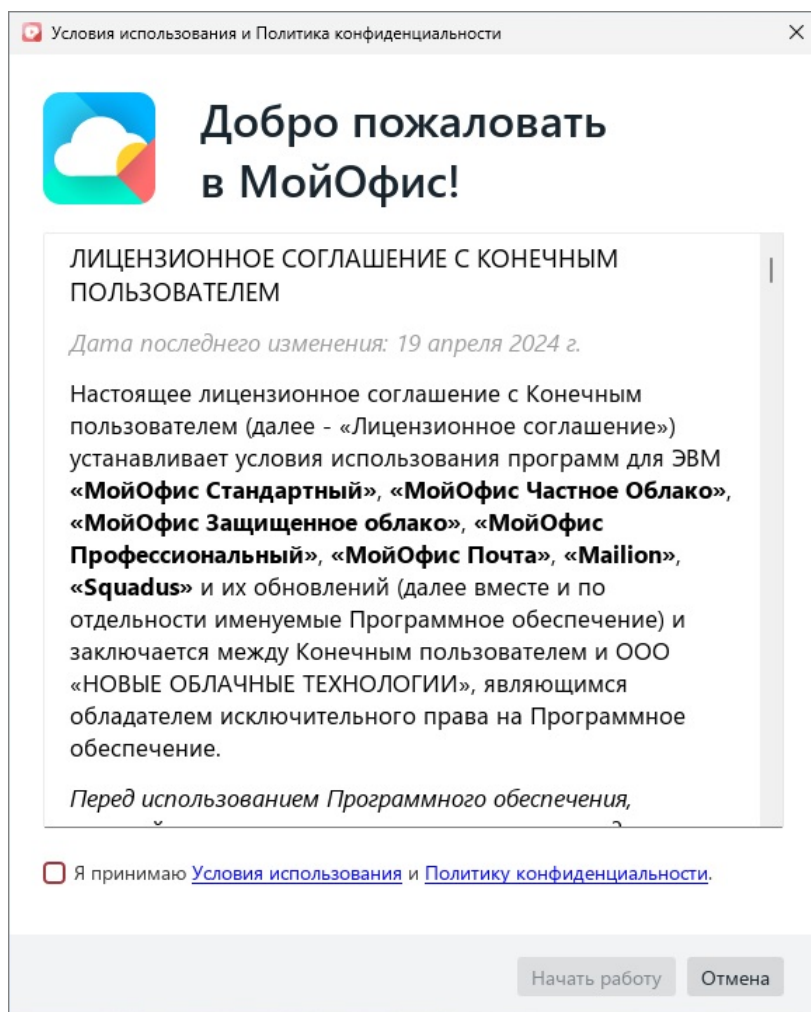 Условия использования и Политика конфиденциальности
Добро пожаловать
в МойОфис!
ЛИЦЕНЗИОННОЕ СОГЛАШЕНИЕ С КОНЕЧНЫМ
ПОЛЬЗОВАТЕЛЕМ
Дата последнего изменения: 19 апреля 2024 г.
Настоящее лицензионное соглашение с Конечным
пользователем (далее - «Лицензионное соглашение»)
устанавливает условия использования программ для ЭВМ
«МойОфис Стандартный», «МойОфис Частное Облако»,
«МойОфис Защищенное облако», «МойОфис
Профессиональный», «МойОфис Почта», «Mailion»,
«Squadus» и их обновлений (далее вместе и по
отдельности именуемые Программное обеспечение) и
заключается между Конечным пользователем и ООО
«НОВЫЕ ОБЛАЧНЫЕ ТЕХНОЛОГИИ», являющимся
обладателем исключительного права на Программное
обеспечение.
Перед использованием Программного обеспечения,
Я принимаю Условия использования и Политику конфиденциальности.
Начать работу Отмена